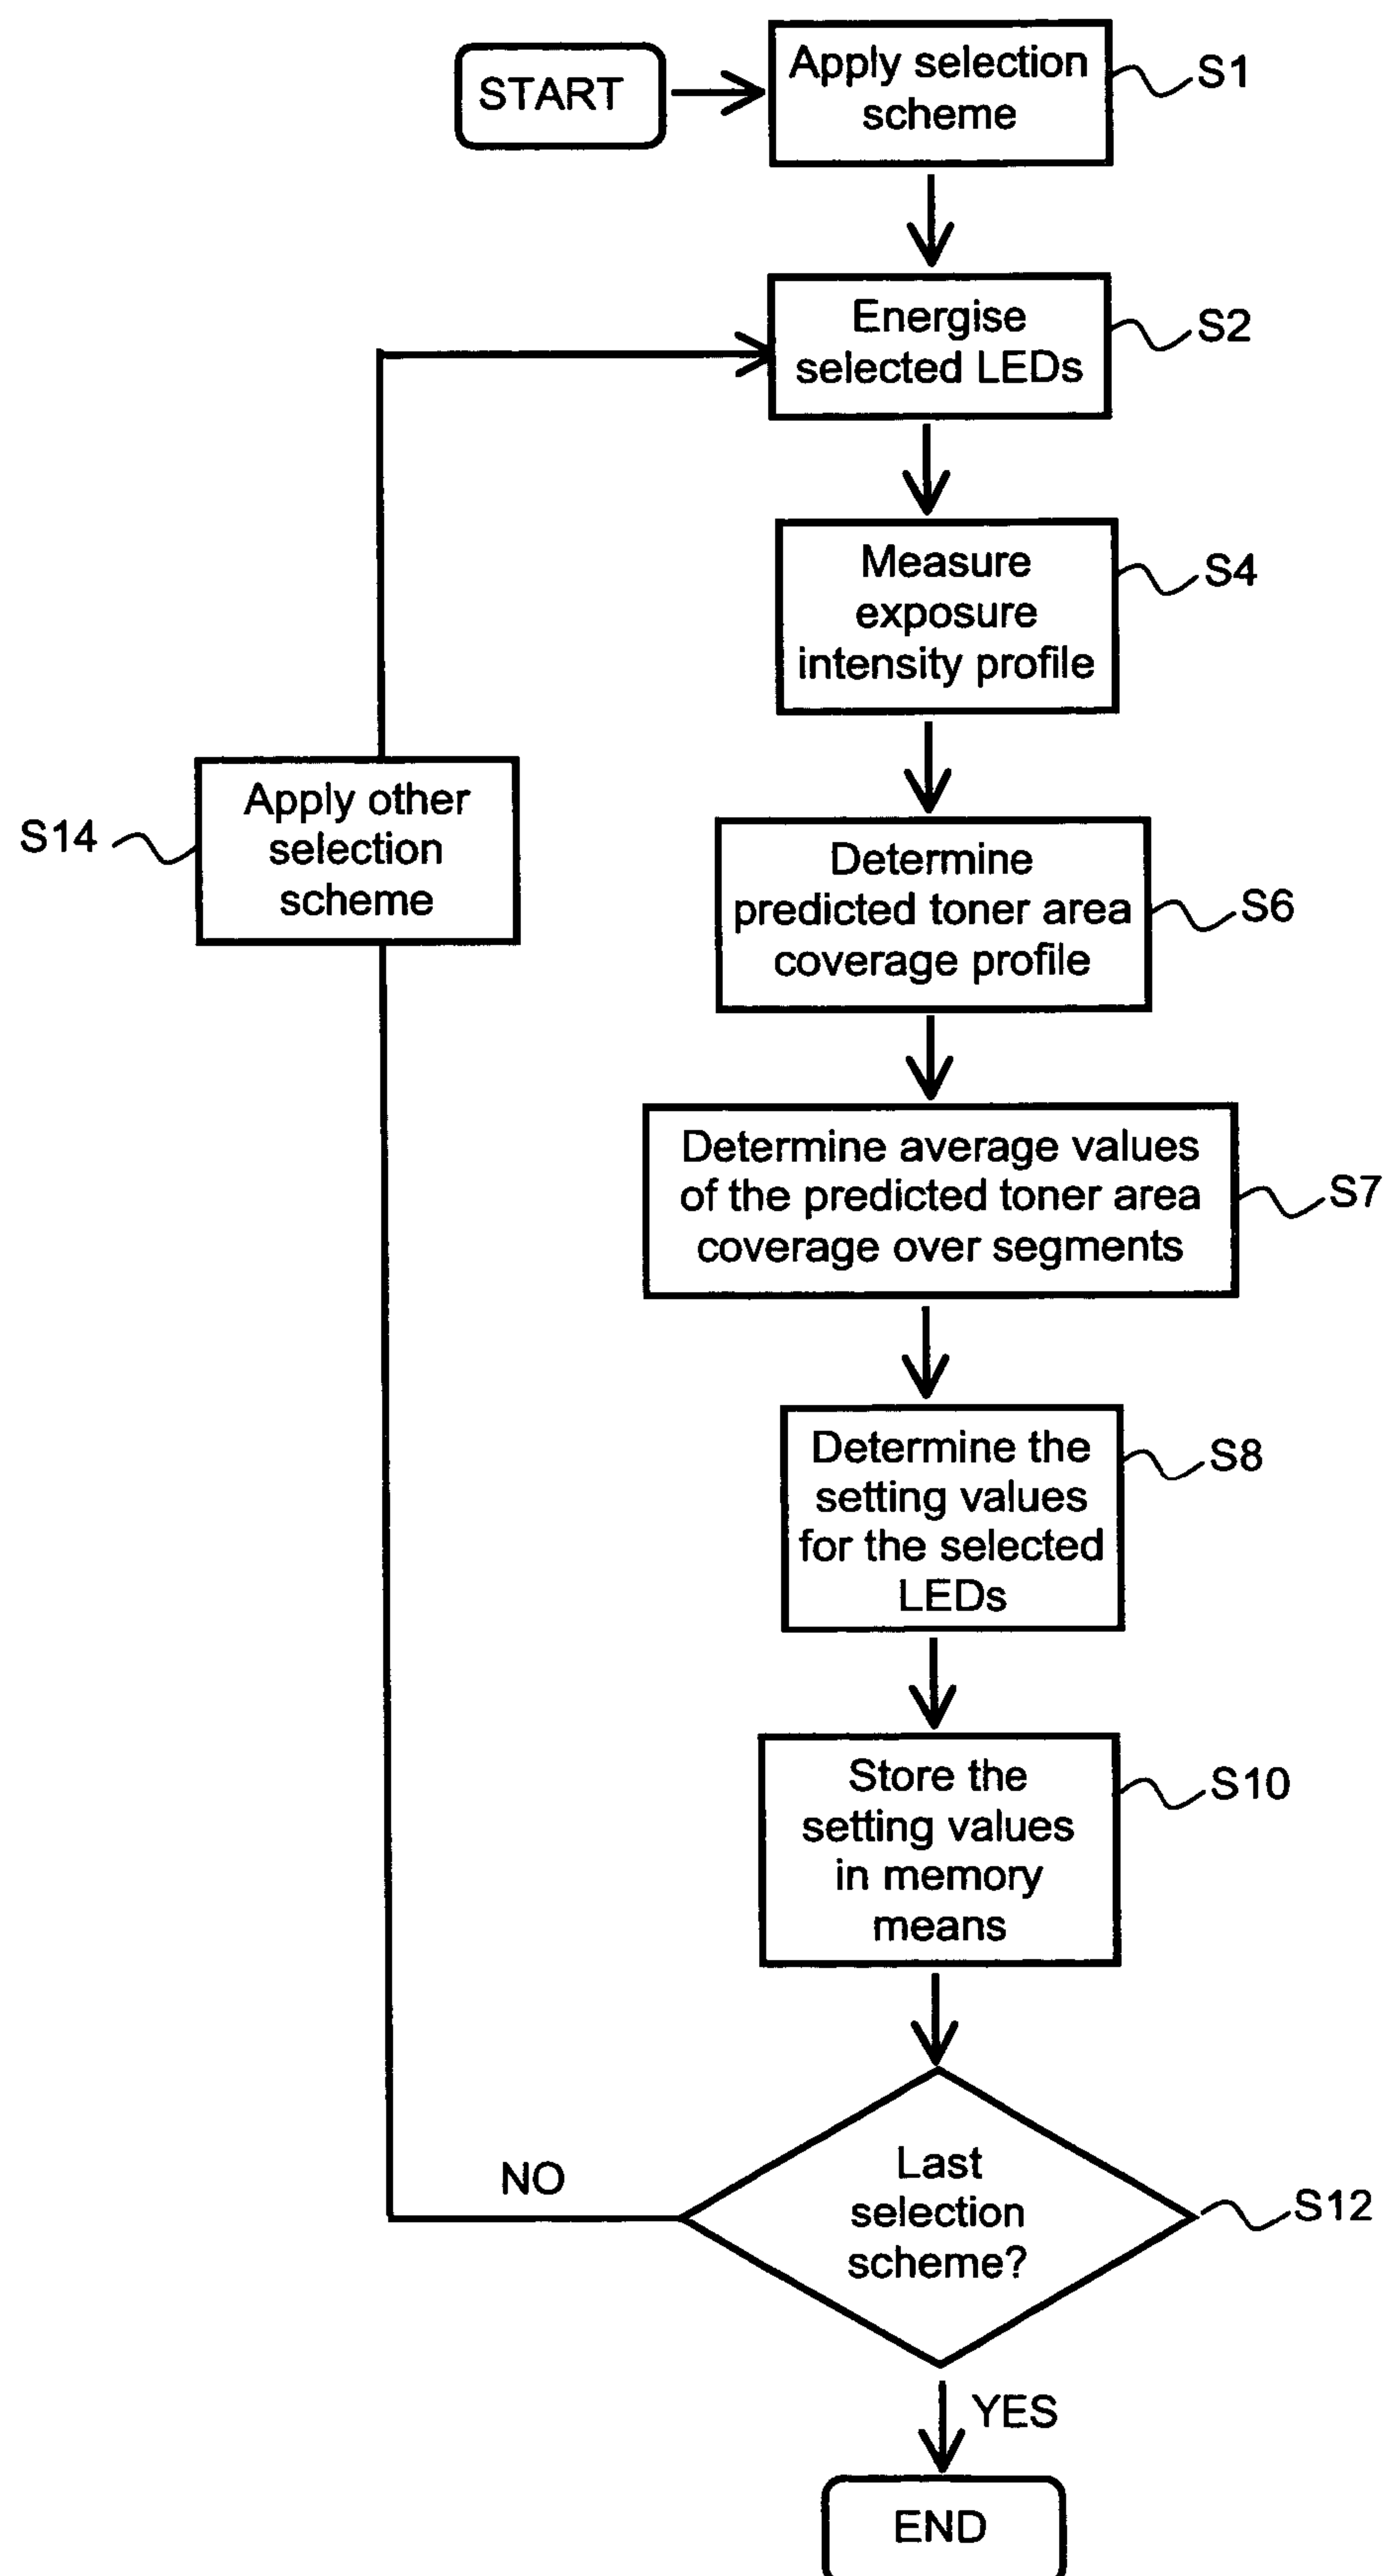 START
Apply selection
scheme
S1
Energise
selected LEDs
S2
Measure
exposure
intensity profile
S4
Determine
predicted toner area
coverage profile
S6
Apply other
selection
scheme
S14
Determine average values
of the predicted toner area
coverage over segments
S7
Determine the
setting values
for the selected
LEDs
S8
Store the
setting values
in memory
means
S10
Last
selection
scheme?
S12
NO
YES
END